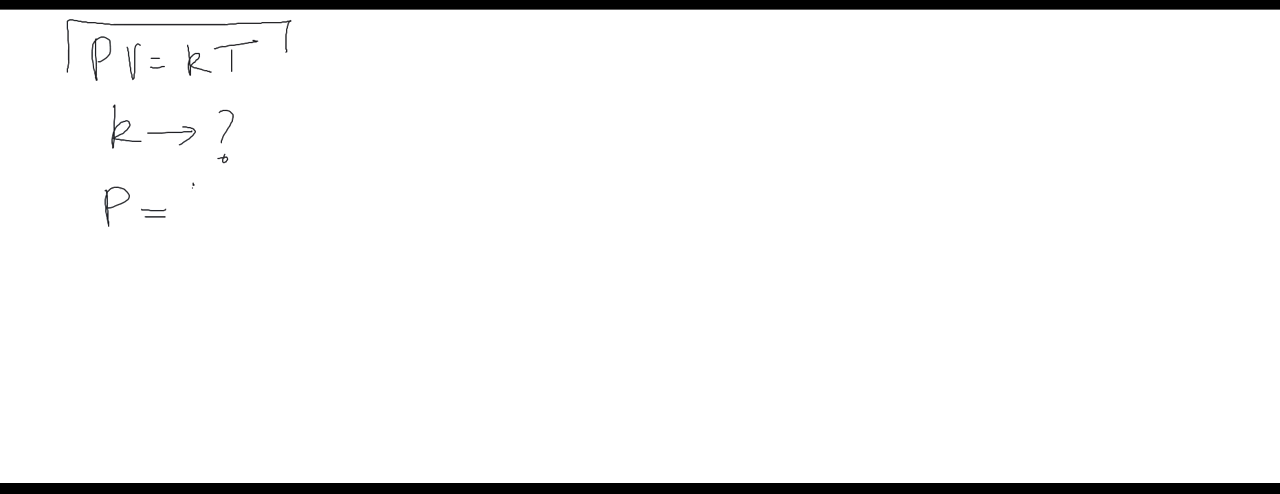 PV = kT
k → ?
P =